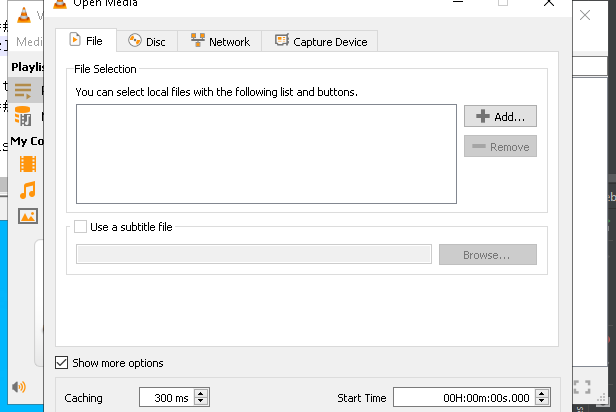 Open Media
Medi
Playlis
My Co
File
Disc
Network
Capture Device
File Selection
You can select local files with the following list and buttons.
Add...
Remove
Use a subtitle file
Browse...
Show more options
Caching
300 ms
Start Time
00H:00m:00s.000